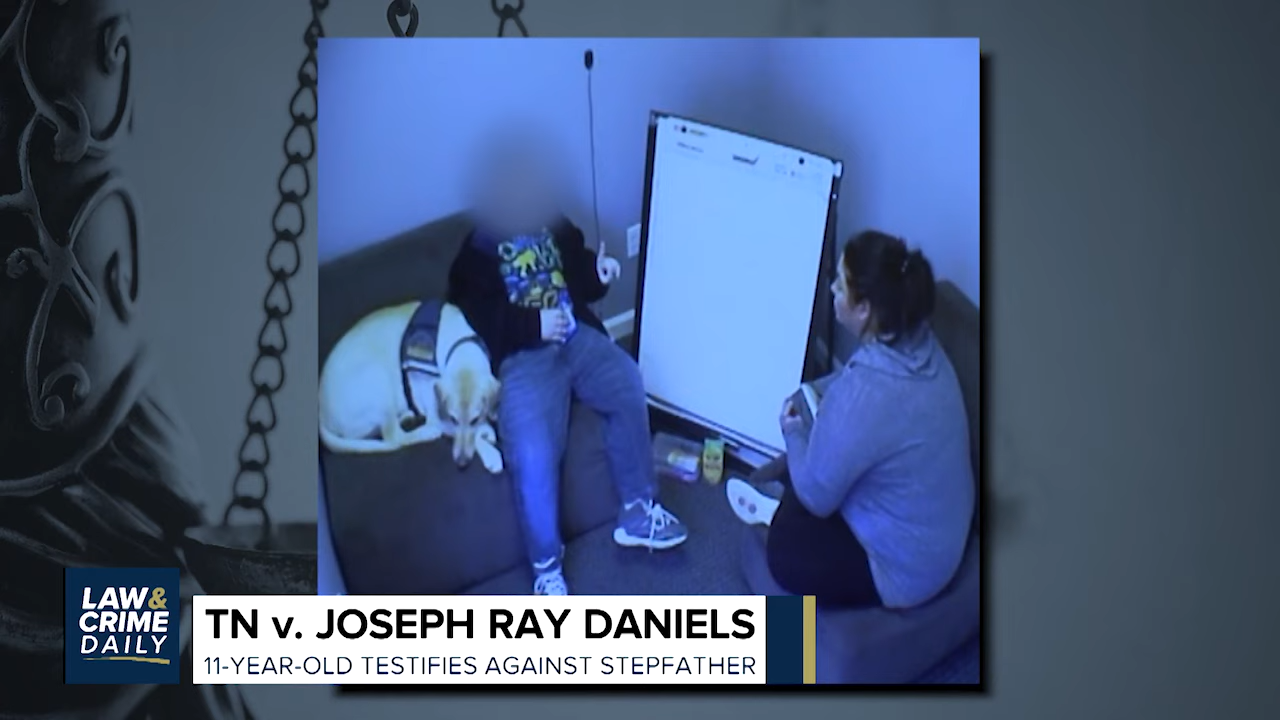 LAW&
CRIME
DAILY
TN v. JOSEPH RAY DANIELS
11-YEAR-OLD TESTIFIES AGAINST STEPFATHER